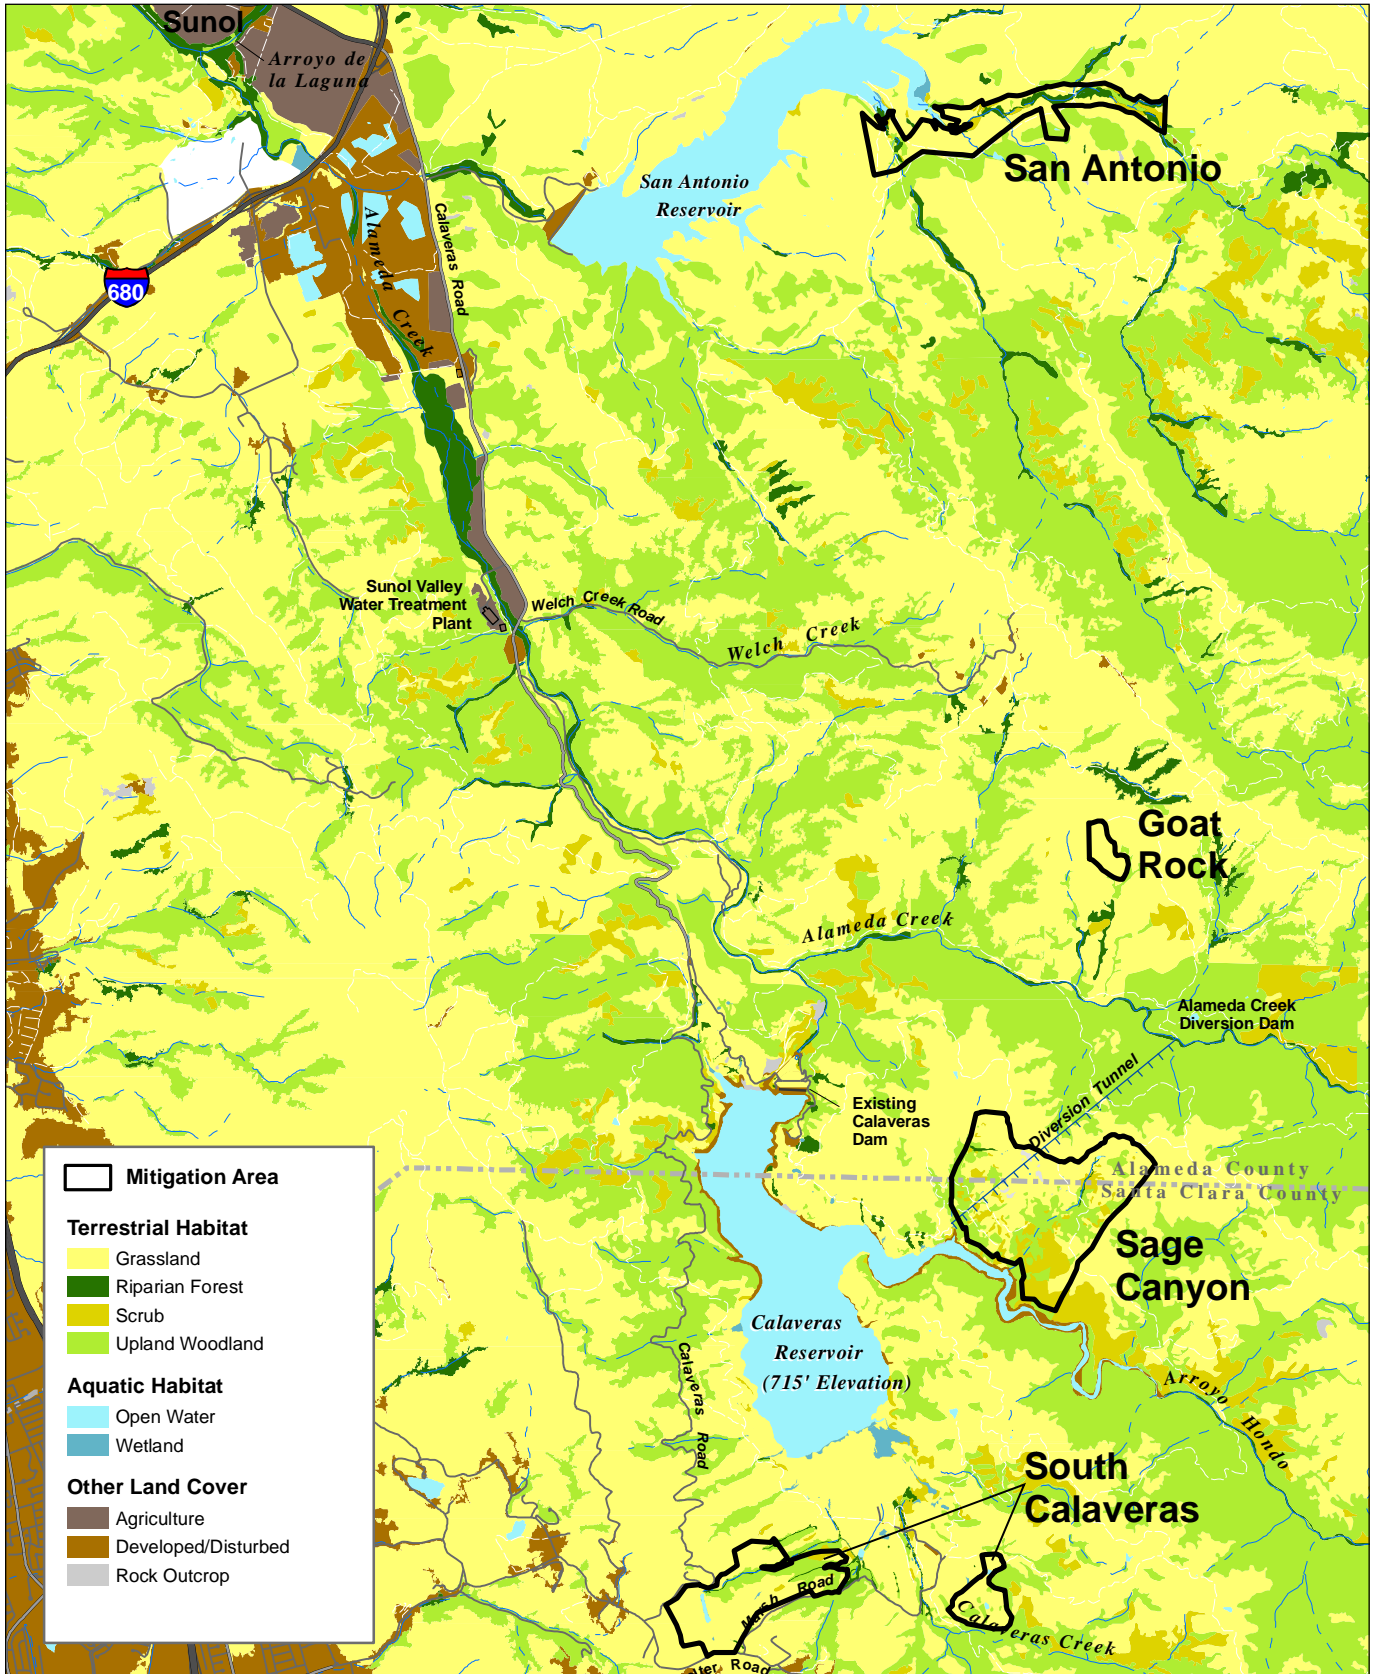 Sunol
Arroyo de
la Laguna
San Antonio
San Antonio
Reservoir
Alameda
Creek
Calaveras Road
680
Sunol Valley
Water Treatment
Plant
Welch Creek Road
Welch Creek
Goat
Rock
Alameda Creek
Alameda Creek
Diversion Dam
Diversion Tunnel
Existing
Calaveras
Dam
Alameda County
Santa Clara County
Sage
Canyon
Calaveras
Reservoir
(715' Elevation)
Calaveras Road
Arroyo Hondo
South
Calaveras
Marsh Road
Calaveras Creek
Road
Mitigation Area
Terrestrial Habitat
Grassland
Riparian Forest
Scrub
Upland Woodland
Aquatic Habitat
Open Water
Wetland
Other Land Cover
Agriculture
Developed/Disturbed
Rock Outcrop